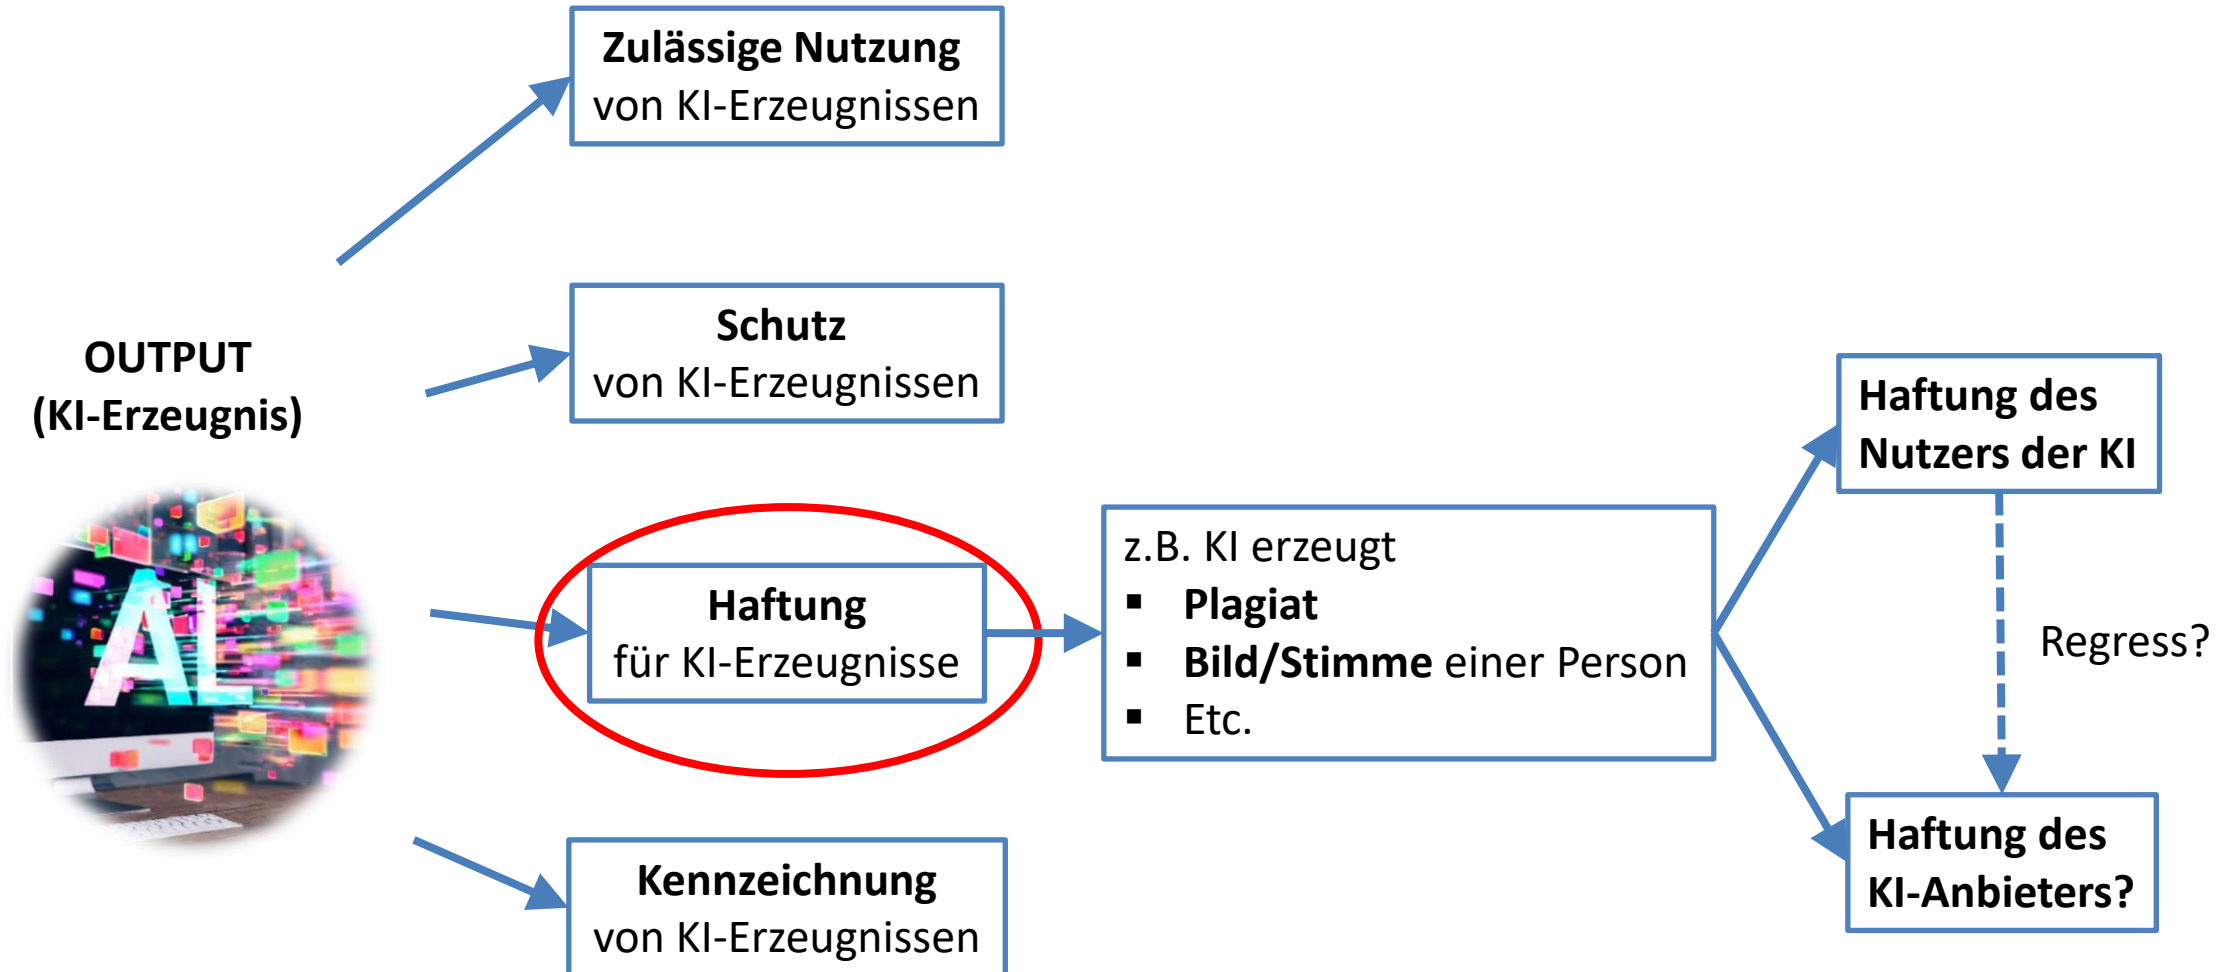 Zulässige Nutzung
von KI-Erzeugnissen
Schutz
von KI-Erzeugnissen
OUTPUT
(KI-Erzeugnis)
AL
Haftung
für KI-Erzeugnisse
Kennzeichnung
von KI-Erzeugnissen
z.B. KI erzeugt
▪ Plagiat
▪ Bild/Stimme einer Person
▪ Etc.
Haftung des
Nutzers der KI
Regress?
Haftung des
KI-Anbieters?